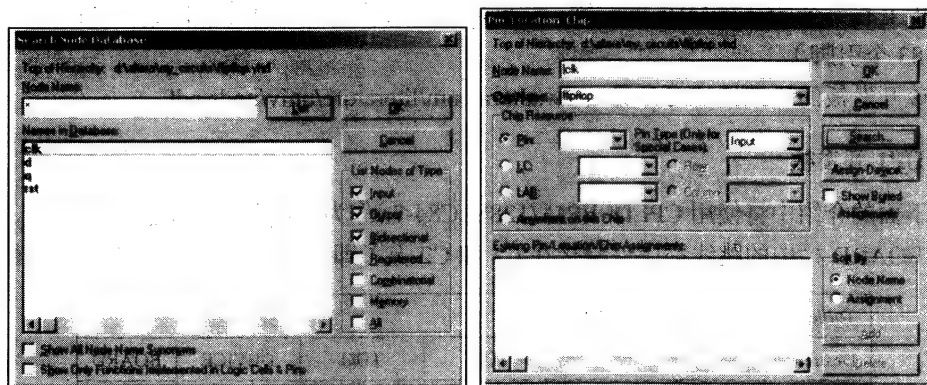 Search Node Database
Top of Hierarchy: d:\altera\my_circuits\flipflop.vhd
Node Name:
*
List
OK
Names in Database:
Cancel
|clk
d
q
rst
List Nodes of Type
Input
Output
Bidirectional
Registered
Combinational
Memory
All
Show All Node Name Synonyms
Show Only Functions Implemented in Logic Cells & Pins
Pin/Location/Chip
Top of Hierarchy: d:\altera\my_circuits\flipflop.vhd
Node Name: |clk
OK
Chip Name: flipflop
Cancel
Chip Resource
Pin
Pin Type (Only for Special Cases):
Input
Search...
LC
Row
Assign Device...
LAB
Column
Show Buried Assignments
Anywhere on this Chip
Existing Pin/Location/Chip Assignments:
Sort By
Node Name
Assignment
Add
Delete